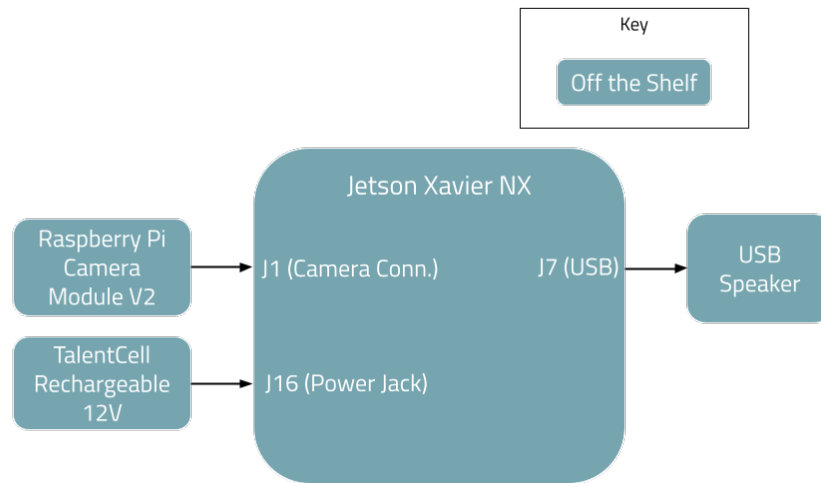 Key
Off the Shelf
Jetson Xavier NX
Raspberry Pi
Camera
Module V2
J1 (Camera Conn.)
J7 (USB)
USB
Speaker
TalentCell
Rechargeable
12V
J16 (Power Jack)